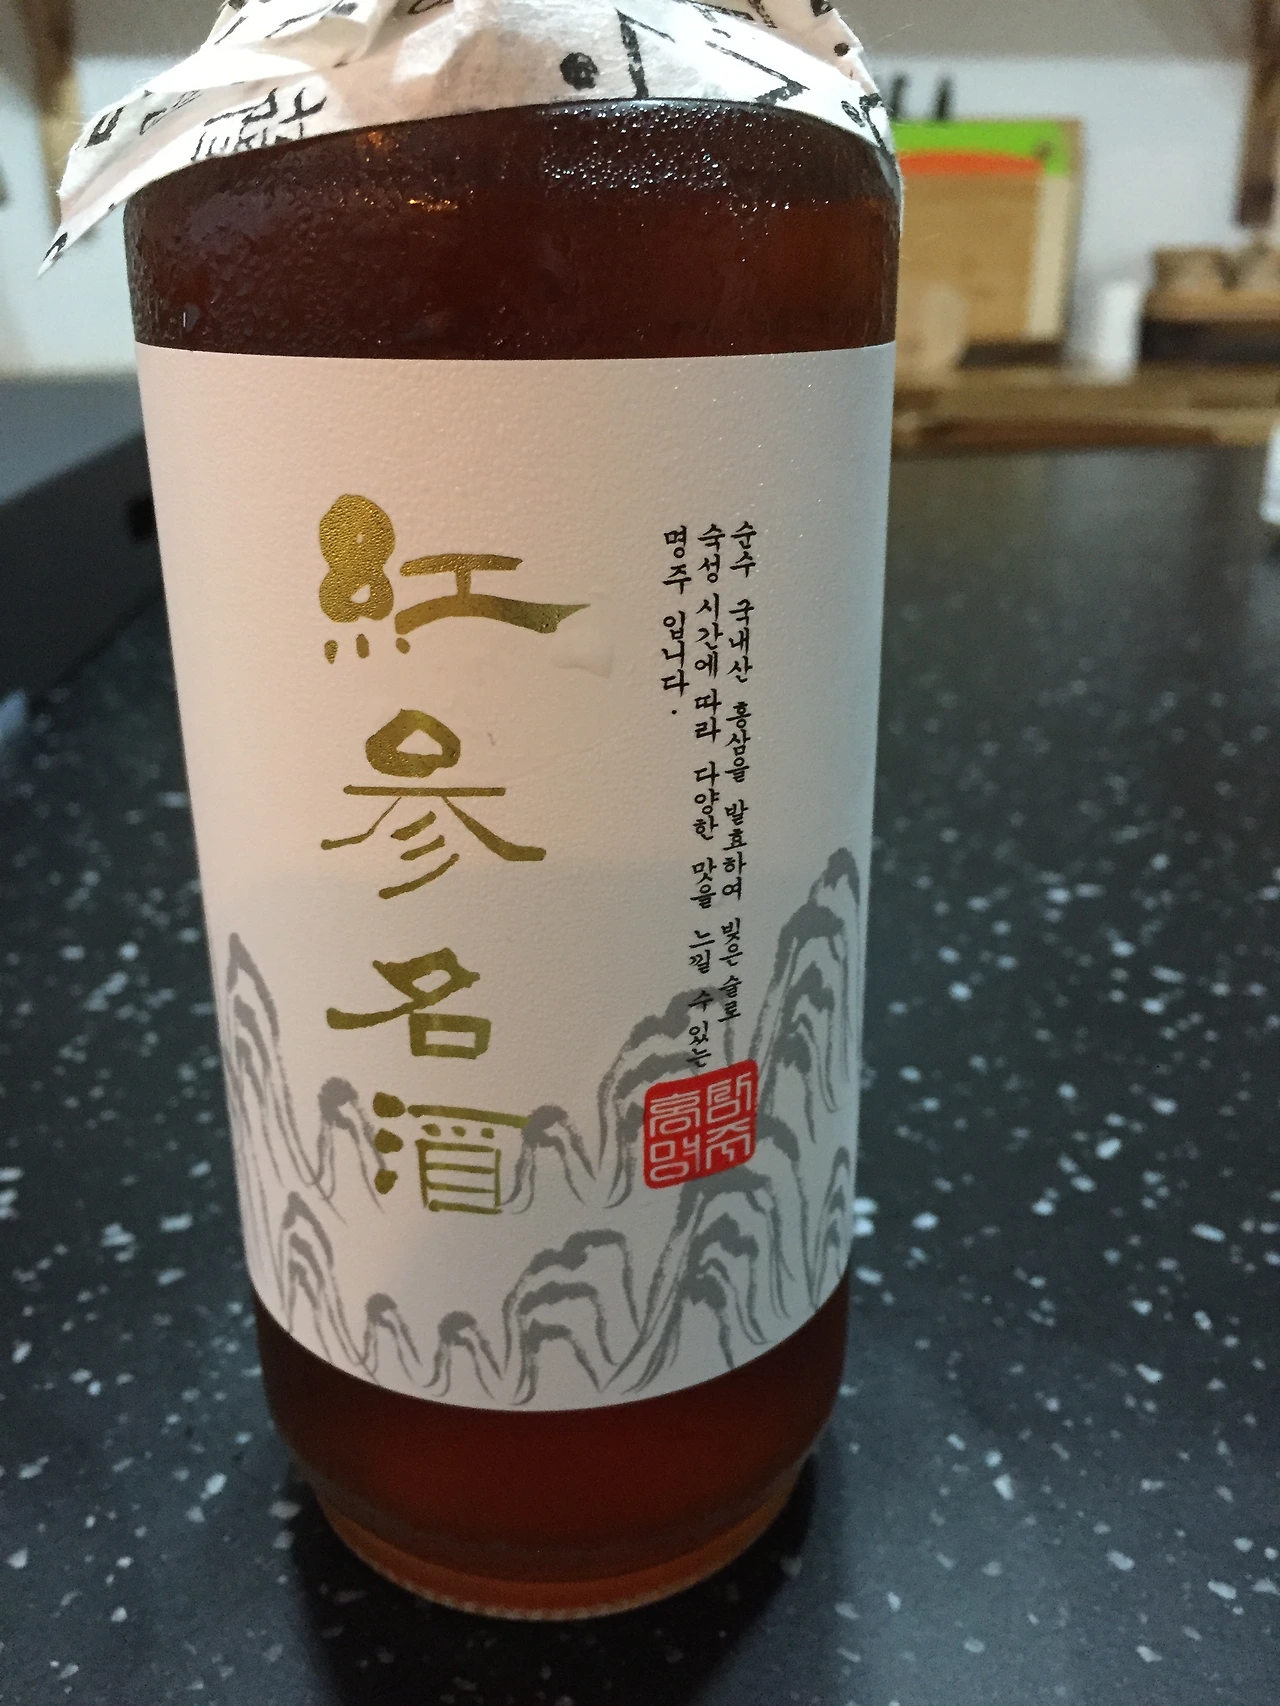 紅參名酒
순수 국내산 홍삼을 발효하여 빚은 술로
숙성 시간에 따라 다양한 맛을 느낄 수 있는
명주 입니다.